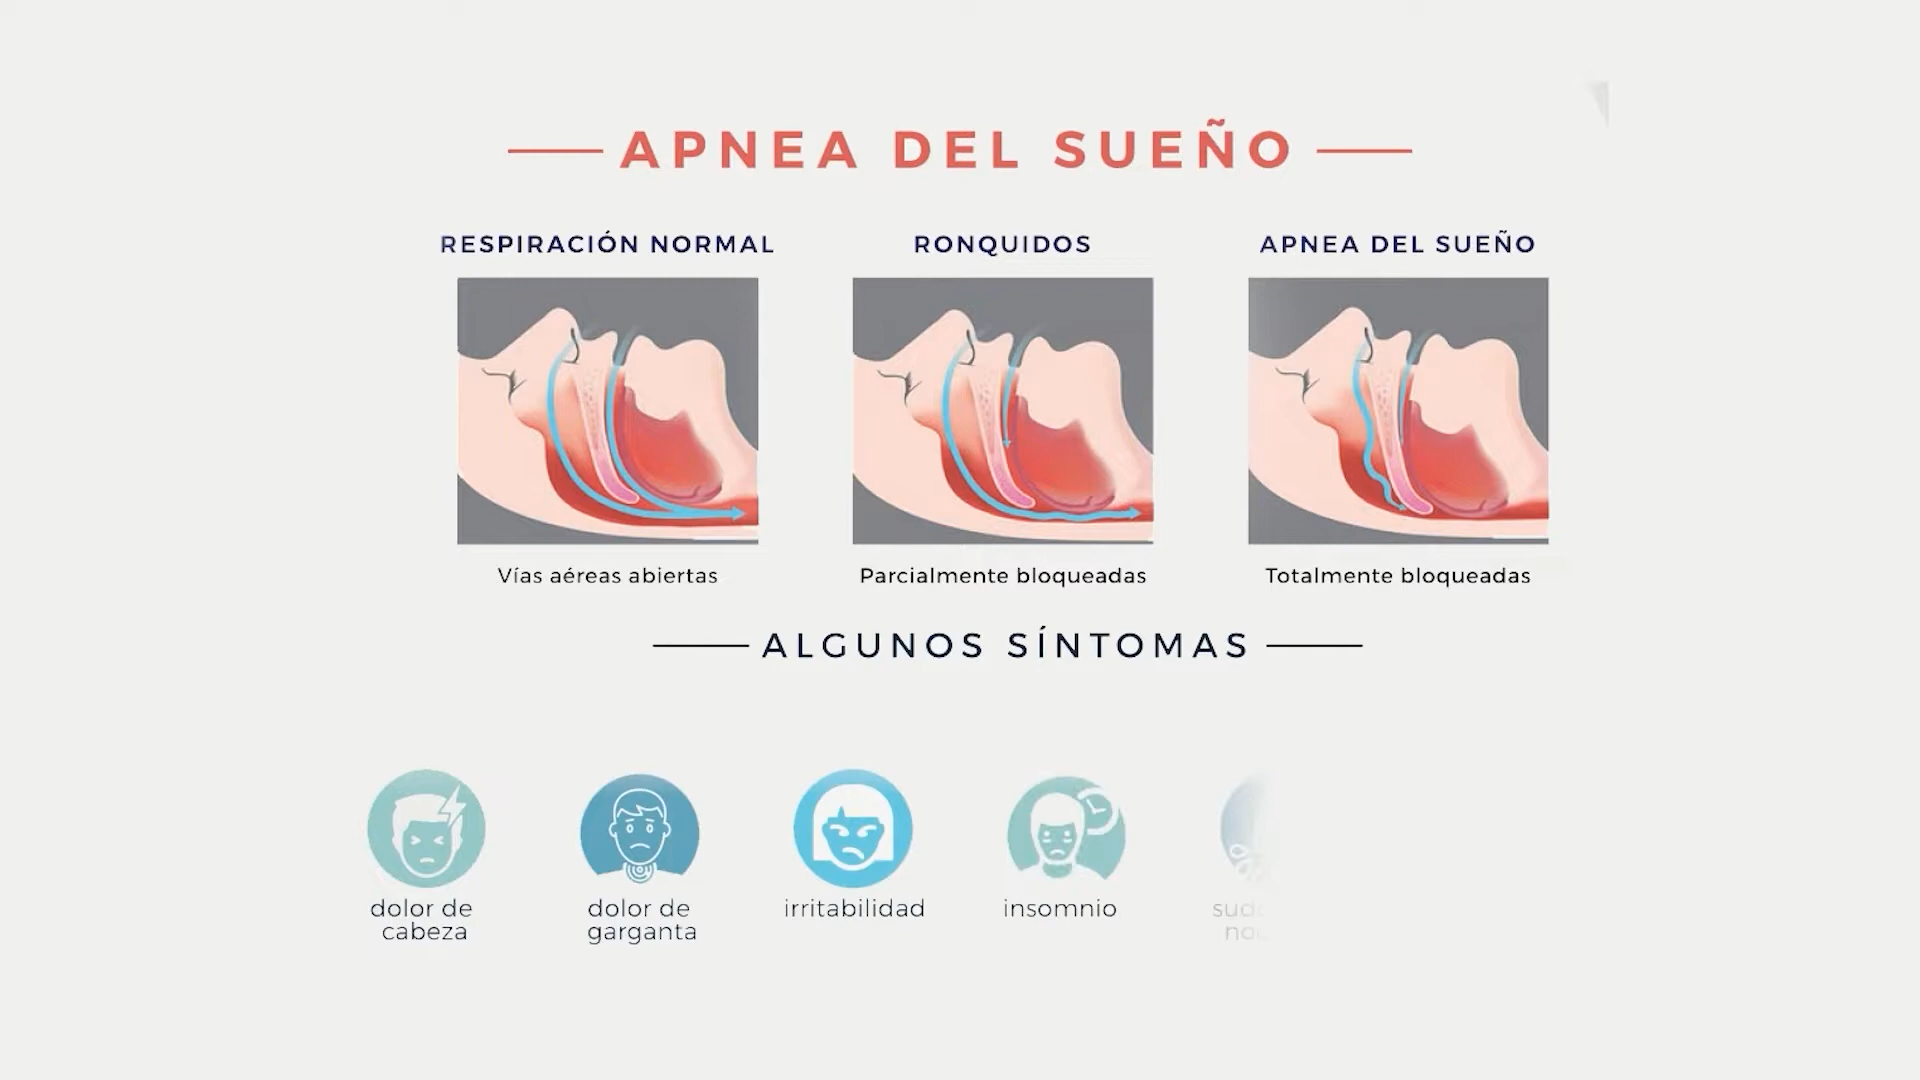 APNEA DEL SUEÑO
RESPIRACIÓN NORMAL
RONQUIDOS
APNEA DEL SUEÑO
Vías aéreas abiertas
Parcialmente bloqueadas
Totalmente bloqueadas
ALGUNOS SÍNTOMAS
dolor de
cabeza
dolor de
garganta
irritabilidad
insomnio